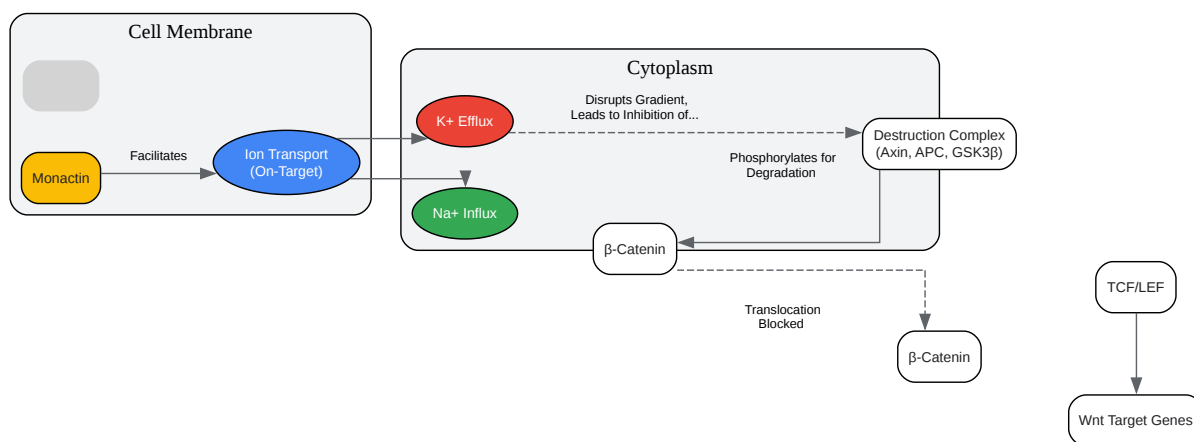 Cell Membrane
Monactin
Facilitates
Ion Transport
(On-Target)
Cytoplasm
K+ Efflux
Na+ Influx
Disrupts Gradient,
Leads to Inhibition of...
Destruction Complex
(Axin, APC, GSK3β)
Phosphorylates for
Degradation
β-Catenin
Translocation
Blocked
β-Catenin
TCF/LEF
Wnt Target Genes